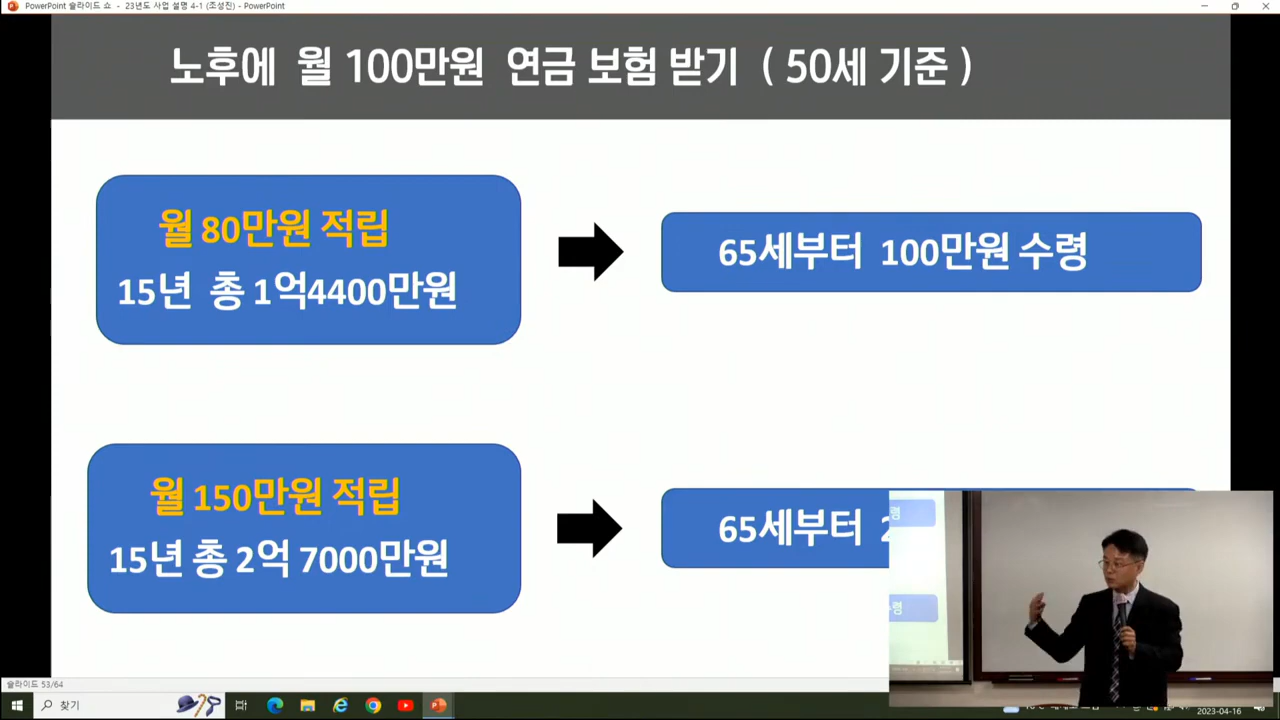 PowerPoint 슬라이드 쇼 - 23년도 사업 설명 4-1 (조성진) - PowerPoint
노후에 월 100만원 연금 보험 받기 ( 50세 기준 )
월 80만원 적립
15년 총 1억4400만원
65세부터 100만원 수령
월 150만원 적립
15년 총 2억 7000만원
65세부터 2
령
령
슬라이드 53/64
찾기
2023-04-16